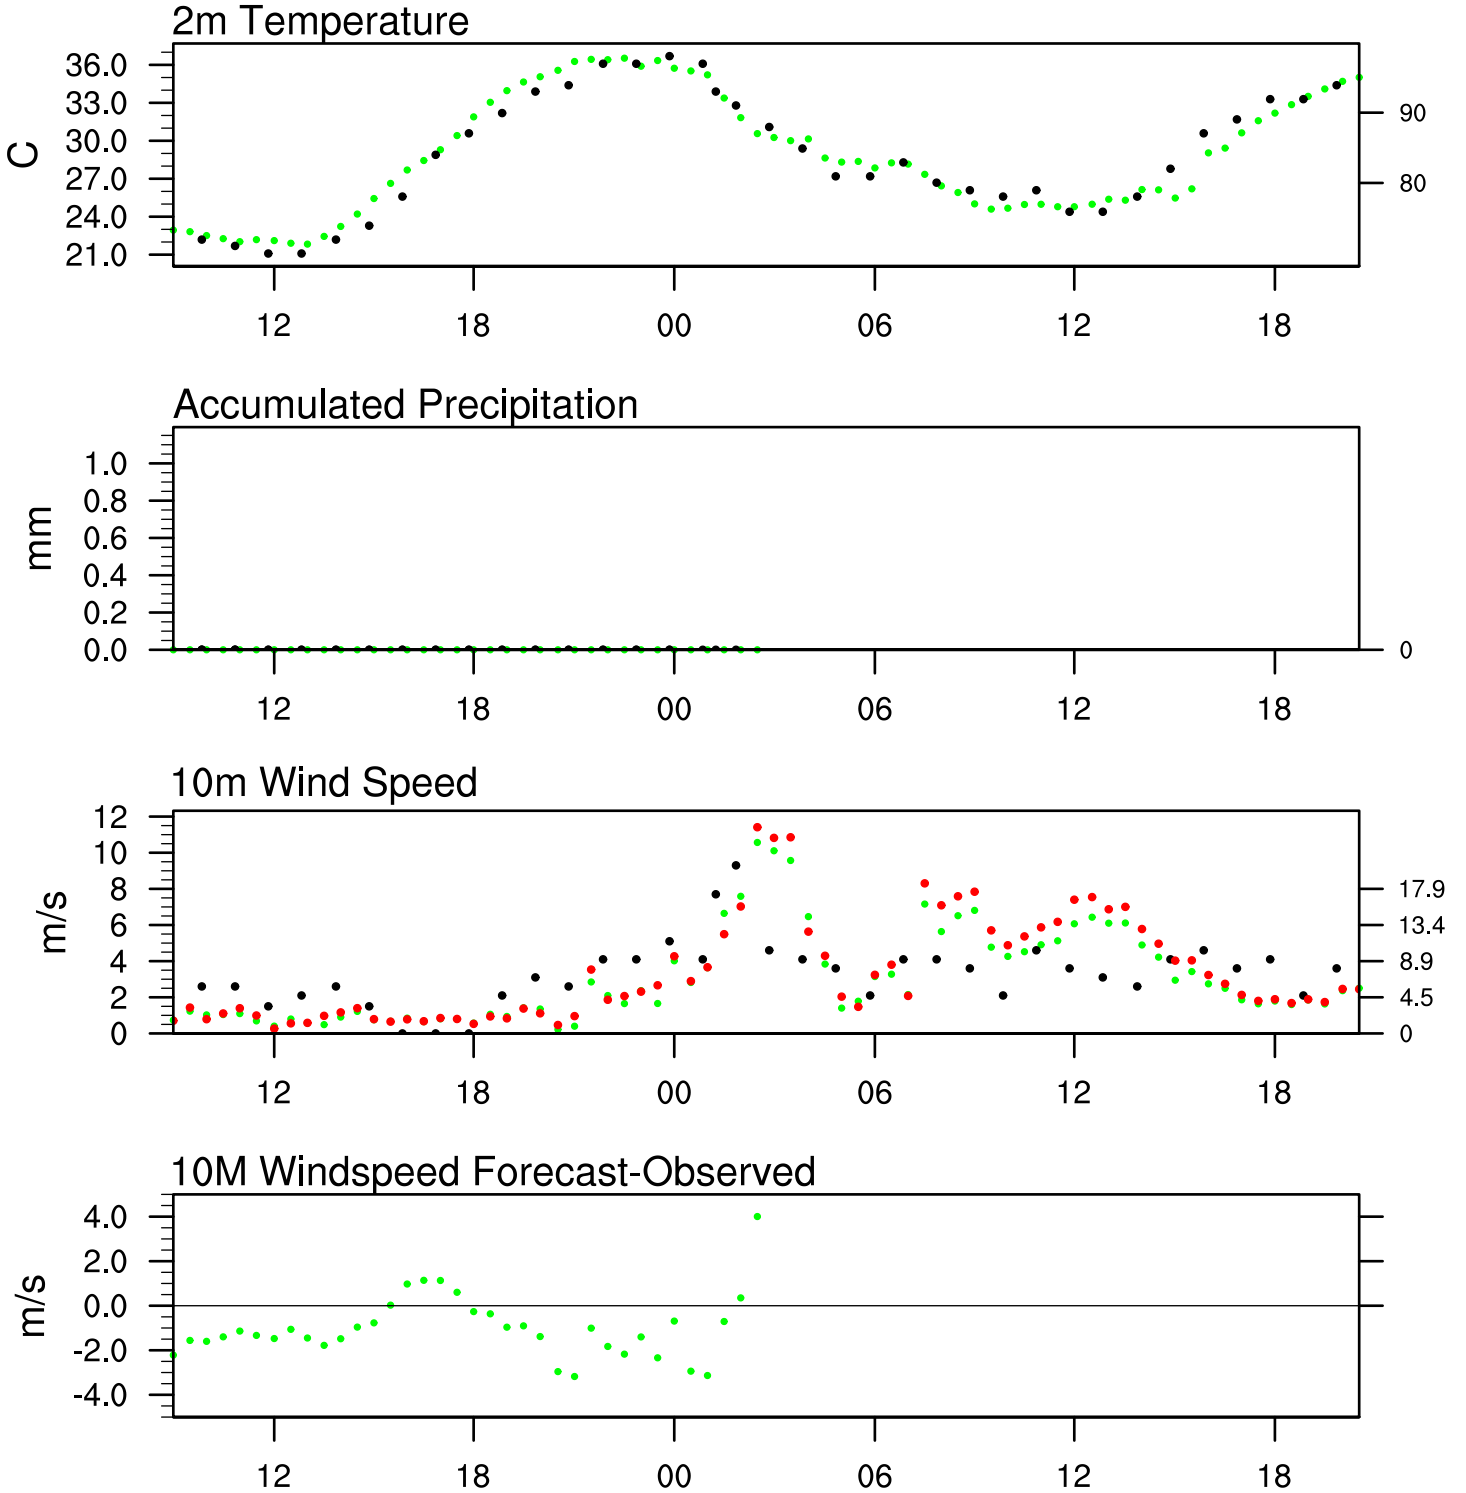 2m Temperature
C
36.0
33.0
30.0
27.0
24.0
21.0
90
80
12 18 00 06 12 18
Accumulated Precipitation
mm
1.0
0.8
0.6
0.4
0.2
0.0
0
12 18 00 06 12 18
10m Wind Speed
m/s
12
10
8
6
4
2
0
17.9
13.4
8.9
4.5
0
12 18 00 06 12 18
10M Windspeed Forecast-Observed
m/s
4.0
2.0
0.0
-2.0
-4.0
12 18 00 06 12 18